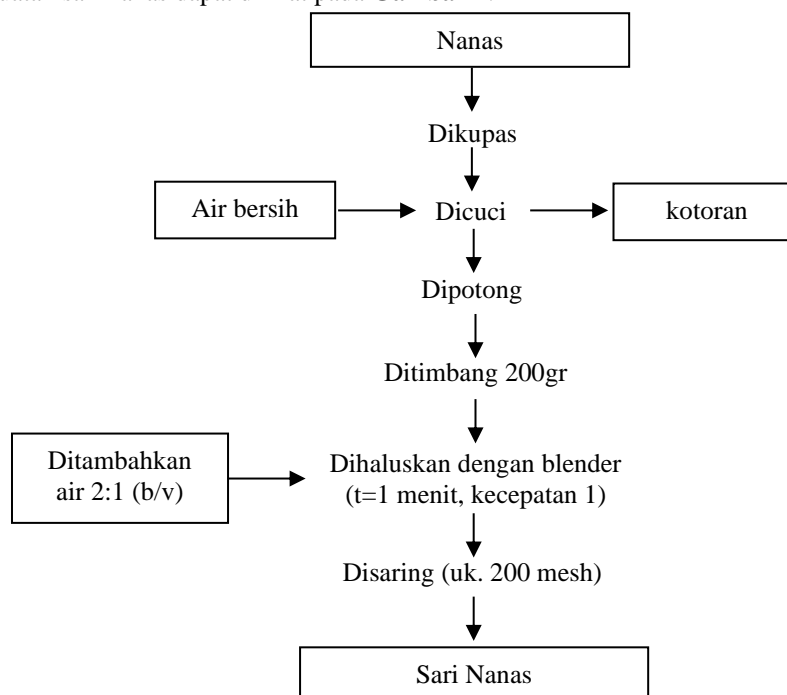 Nanas
Dikupas
Air bersih
Dicuci
kotoran
Dipotong
Ditimbang 200gr
Ditambahkan
air 2:1 (b/v)
Dihaluskan dengan blender
(t=1 menit, kecepatan 1)
Disaring (uk. 200 mesh)
Sari Nanas